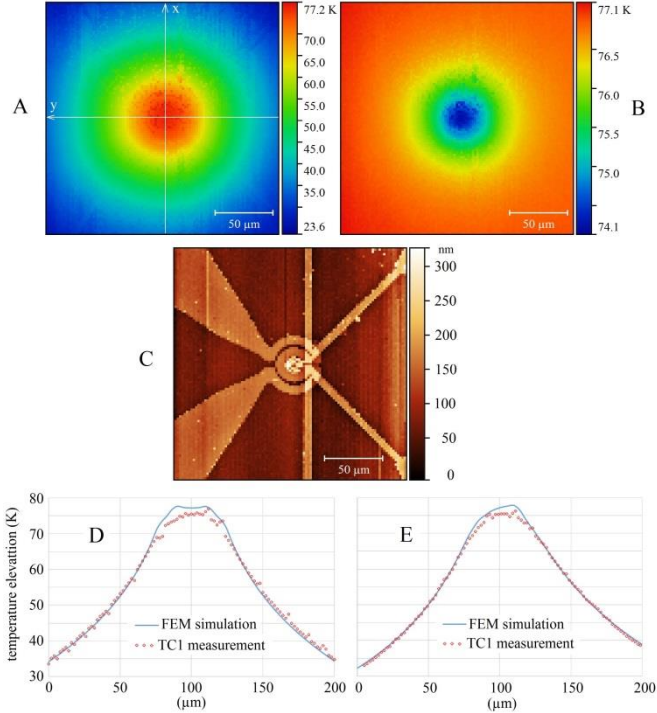 A
x
y
50 µm
77.2 K
70.0
65.0
60.0
55.0
50.0
45.0
40.0
35.0
23.6
50 µm
77.1 K
76.5
76.0
75.5
75.0
74.1
B
C
50 µm
nm
300
250
200
150
100
50
0
temperature elevattion (K)
80
70
60
50
40
30
D
FEM simulation
TC1 measurement
0
50
100
150
200
(µm)
E
FEM simulation
TC1 measurement
0
50
100
150
200
(µm)